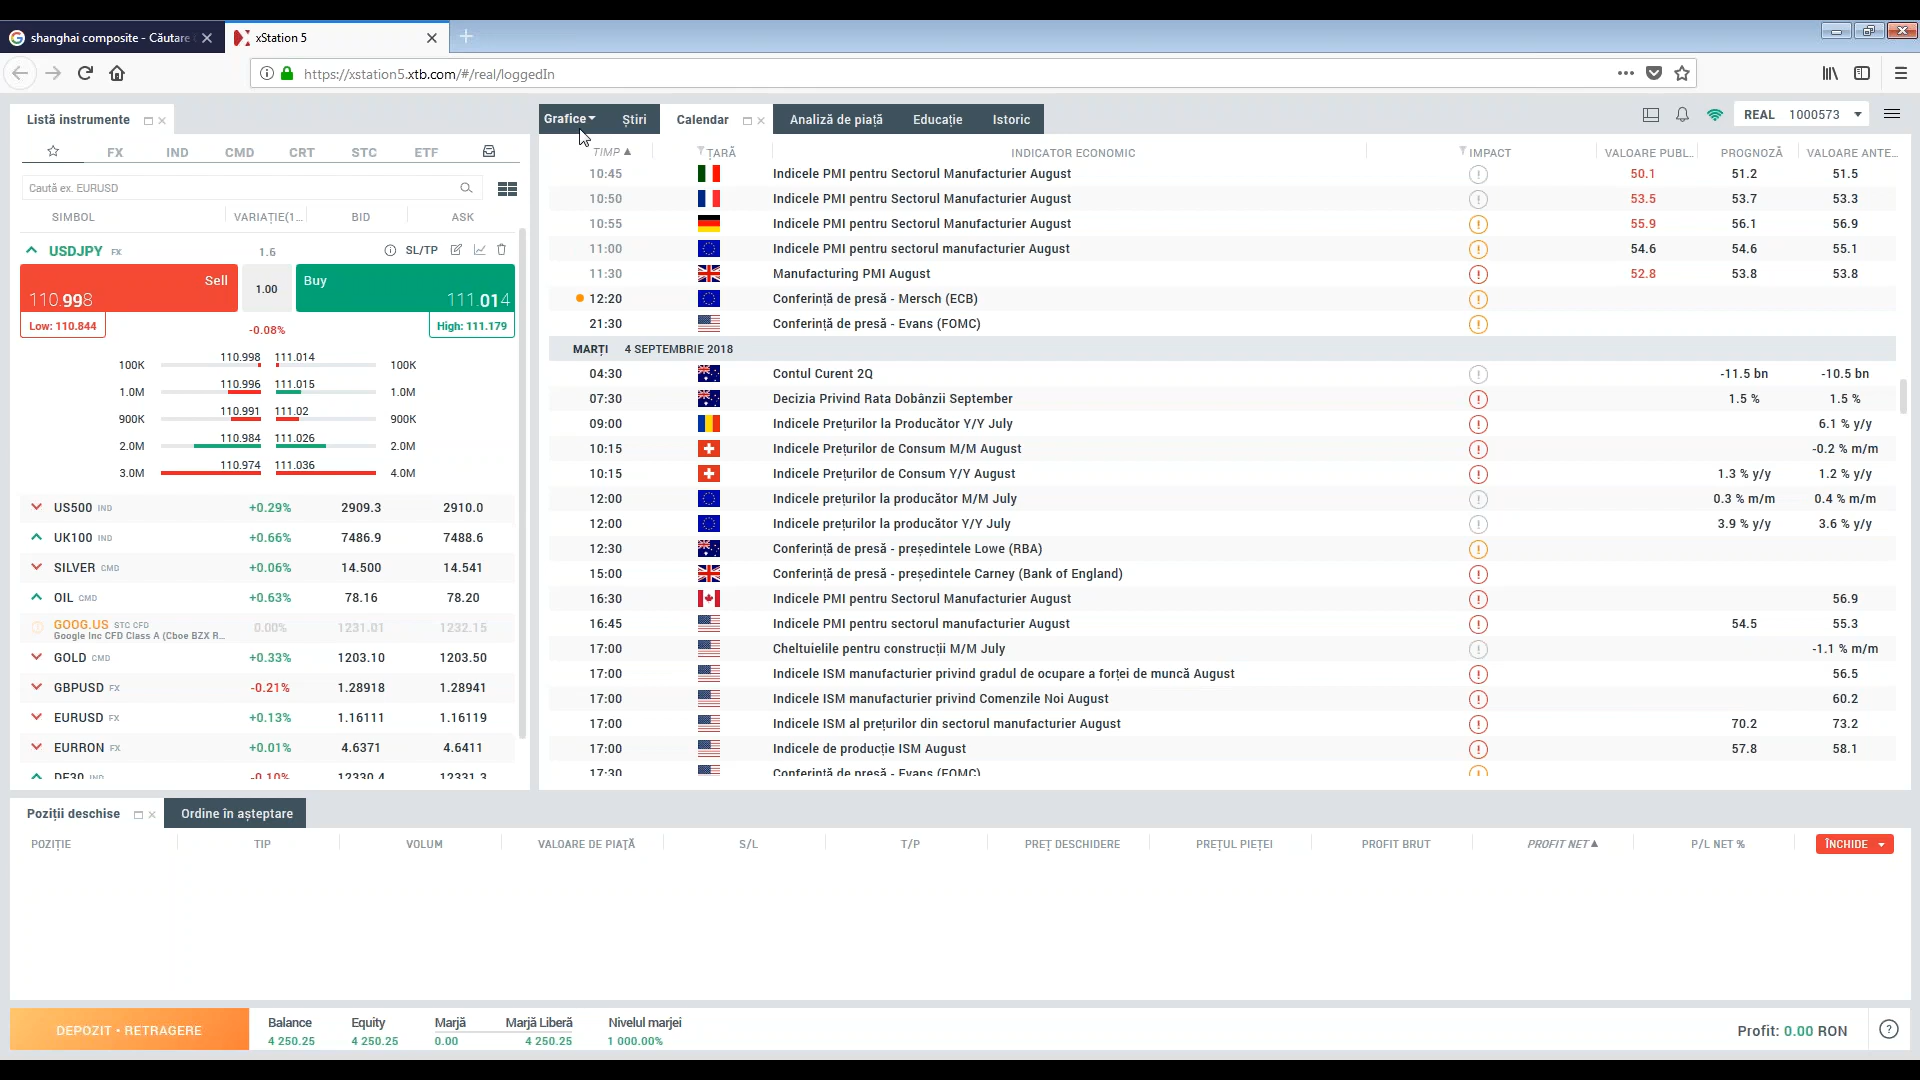 shanghai composite - Căutare
xStation 5
https://xstation5.xtb.com/#/real/loggedIn
Listă instrumente
Grafice
Știri
Calendar
Analiză de piață
Educație
Istoric
REAL 1000573
FX IND CMD CRT STC ETF
Caută ex. EURUSD
SIMBOL VARIAȚIE(1... BID ASK
USDJPY FX 1.6 SL/TP
Sell 110.998
1.00
Buy 111.014
Low: 110.844 -0.08% High: 111.179
100K 110.998 111.014 100K
1.0M 110.996 111.015 1.0M
900K 110.991 111.02 900K
2.0M 110.984 111.026 2.0M
3.0M 110.974 111.036 4.0M
US500 IND +0.29% 2909.3 2910.0
UK100 IND +0.66% 7486.9 7488.6
SILVER CMD +0.06% 14.500 14.541
OIL CMD +0.63% 78.16 78.20
GOOG.US STC CFD 0.00% 1231.01 1232.15
Google Inc CFD Class A (Cboe BZX R...
GOLD CMD +0.33% 1203.10 1203.50
GBPUSD FX -0.21% 1.28918 1.28941
EURUSD FX +0.13% 1.16111 1.16119
EURRON FX +0.01% 4.6371 4.6411
DE30 IND -0.10% 12330.4 12331.3
TIMP ȚARĂ INDICATOR ECONOMIC IMPACT VALOARE PUBL... PROGNOZĂ VALOARE ANTE...
10:45 Indicele PMI pentru Sectorul Manufacturier August 50.1 51.2 51.5
10:50 Indicele PMI pentru Sectorul Manufacturier August 53.5 53.7 53.3
10:55 Indicele PMI pentru Sectorul Manufacturier August 55.9 56.1 56.9
11:00 Indicele PMI pentru sectorul manufacturier August 54.6 54.6 55.1
11:30 Manufacturing PMI August 52.8 53.8 53.8
12:20 Conferință de presă - Mersch (ECB)
21:30 Conferință de presă - Evans (FOMC)
MARȚI 4 SEPTEMBRIE 2018
04:30 Contul Curent 2Q -11.5 bn -10.5 bn
07:30 Decizia Privind Rata Dobânzii September 1.5 % 1.5 %
09:00 Indicele Prețurilor la Producător Y/Y July 6.1 % y/y
10:15 Indicele Prețurilor de Consum M/M August -0.2 % m/m
10:15 Indicele Prețurilor de Consum Y/Y August 1.3 % y/y 1.2 % y/y
12:00 Indicele prețurilor la producător M/M July 0.3 % m/m 0.4 % m/m
12:00 Indicele prețurilor la producător Y/Y July 3.9 % y/y 3.6 % y/y
12:30 Conferință de presă - președintele Lowe (RBA)
15:00 Conferință de presă - președintele Carney (Bank of England)
16:30 Indicele PMI pentru Sectorul Manufacturier August 56.9
16:45 Indicele PMI pentru sectorul manufacturier August 54.5 55.3
17:00 Cheltuielile pentru construcții M/M July -1.1 % m/m
17:00 Indicele ISM manufacturier privind gradul de ocupare a forței de muncă August 56.5
17:00 Indicele ISM manufacturier privind Comenzile Noi August 60.2
17:00 Indicele ISM al prețurilor din sectorul manufacturier August 70.2 73.2
17:00 Indicele de producție ISM August 57.8 58.1
17:30 Conferință de presă - Evans (FOMC)
Poziții deschise
Ordine în așteptare
POZIȚIE TIP VOLUM VALOARE DE PIAȚĂ S/L T/P PREȚ DESCHIDERE PREȚUL PIEȚEI PROFIT BRUT PROFIT NET P/L NET % ÎNCHIDE
DEPOZIT • RETRAGERE
Balance Equity Marjă Marjă Liberă Nivelul marjei
4 250.25 4 250.25 0.00 4 250.25 1 000.00%
Profit: 0.00 RON